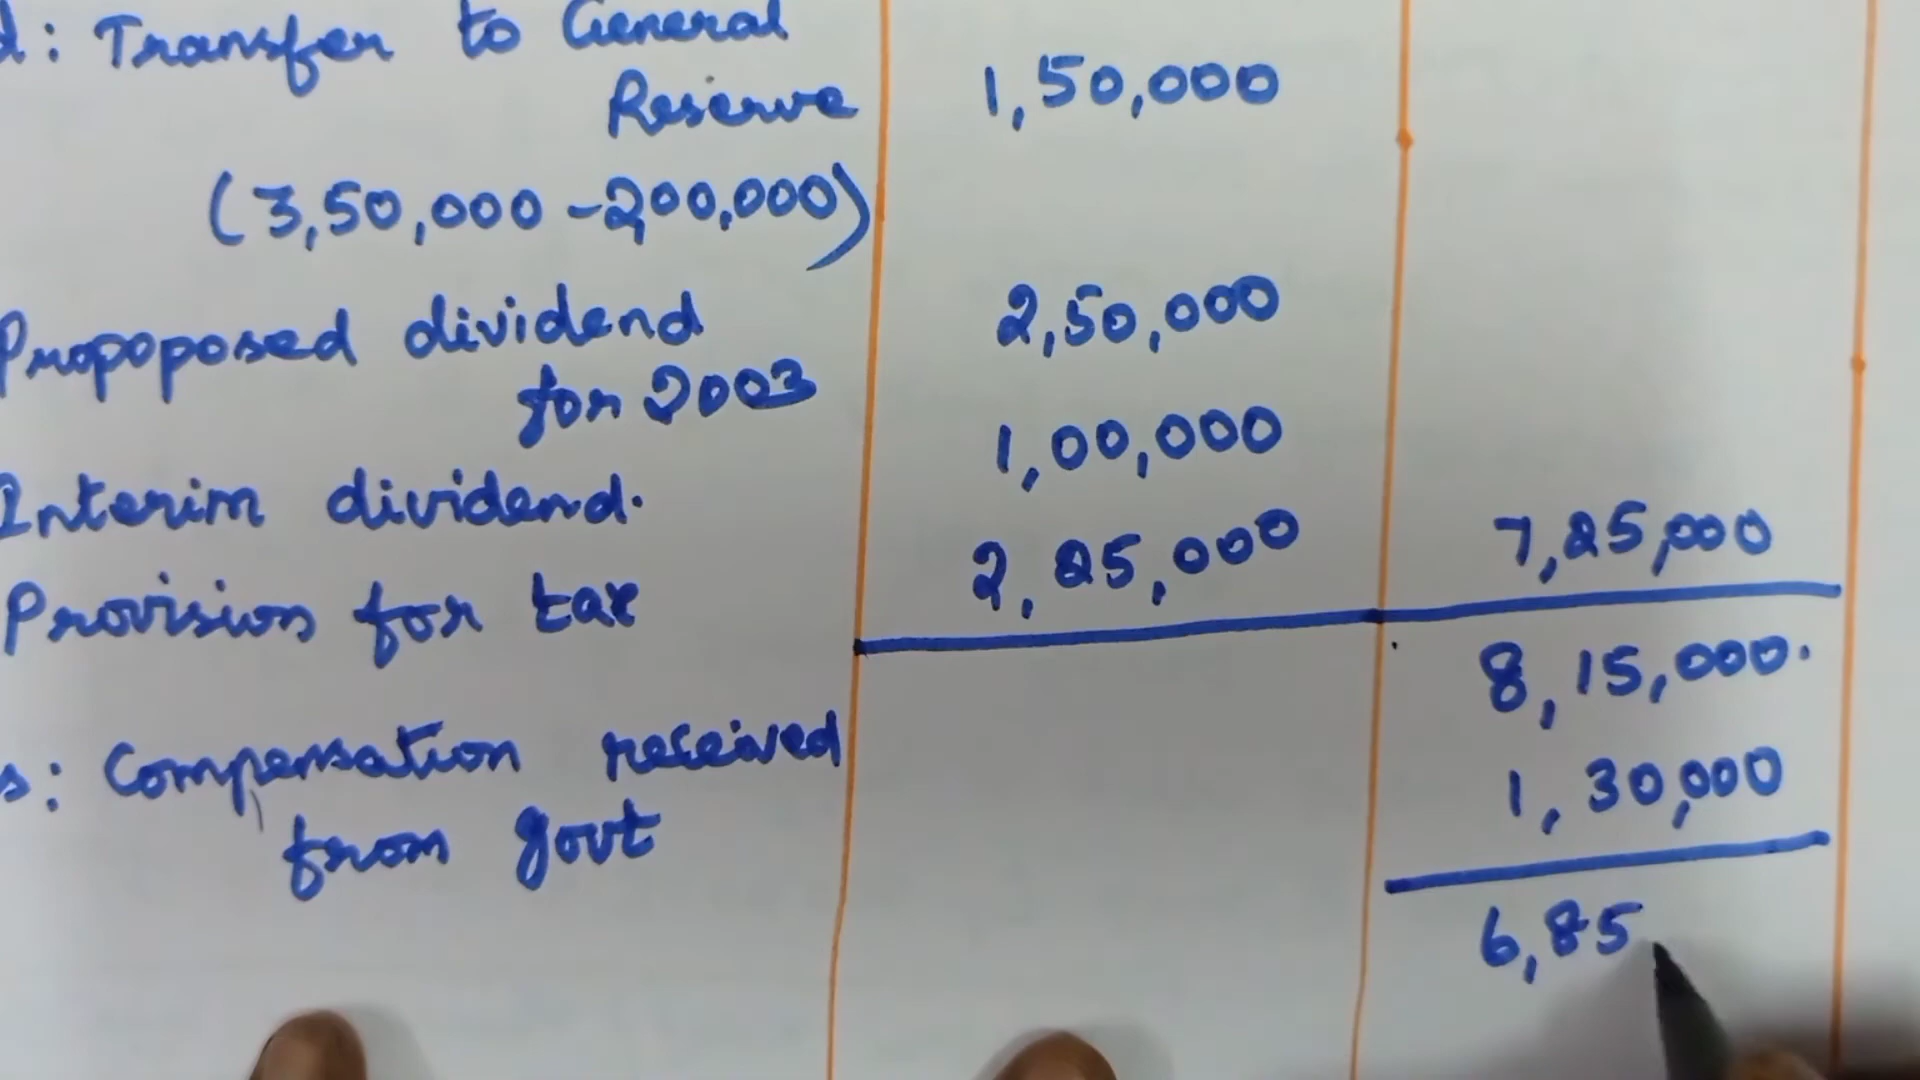 d: Transfer to General
Reserve 1,50,000
(3,50,000 - 200,000)
Propoposed dividend 2,50,000
for 2003
Interim dividend. 1,00,000
Provision for tax 2,25,000 7,25,000
8,15,000.
s: Compensation received 1,30,000
from govt
6,85